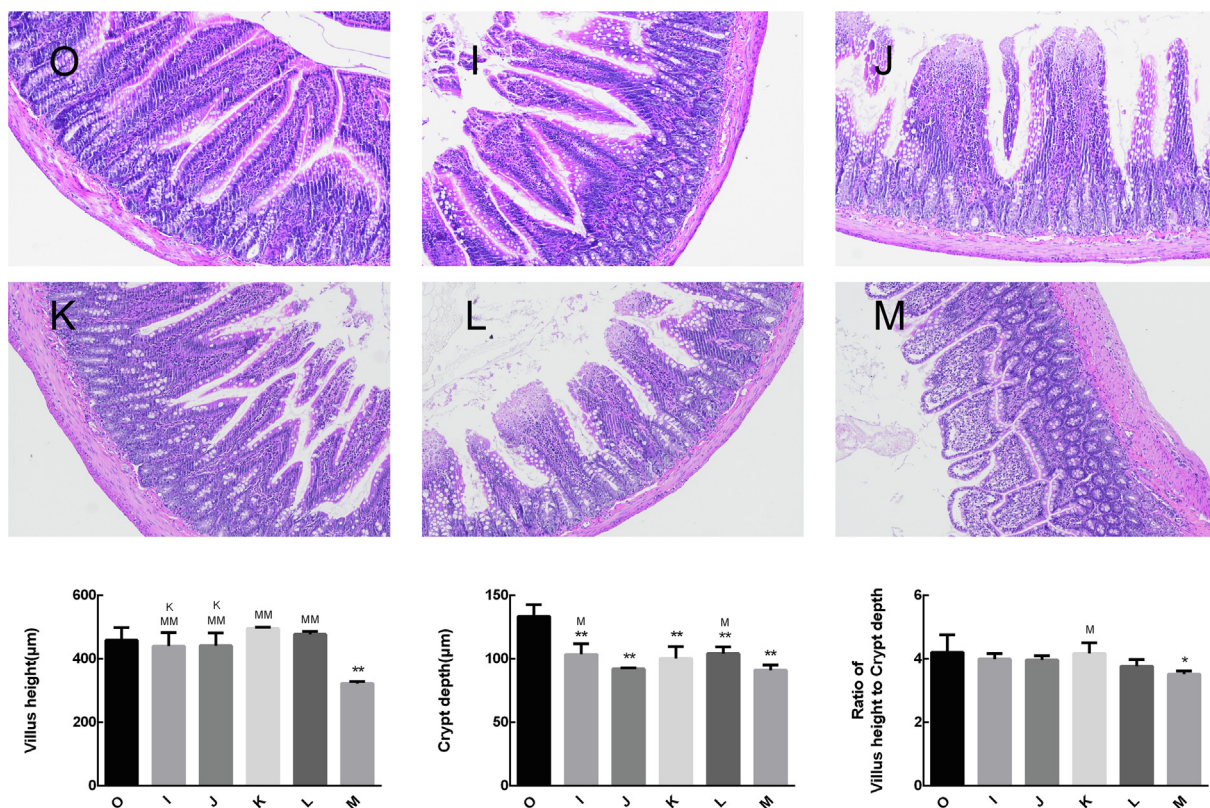 O
I
J
K
L
M
Villus height(μm)
600
400
200
0
K
MM
K
MM
MM
MM
**
O
I
J
K
L
M
Crypt depth(μm)
150
100
50
0
M
**
**
**
M
**
**
O
I
J
K
L
M
Ratio of
Villus height to Crypt depth
6
4
2
0
M
*
O
I
J
K
L
M